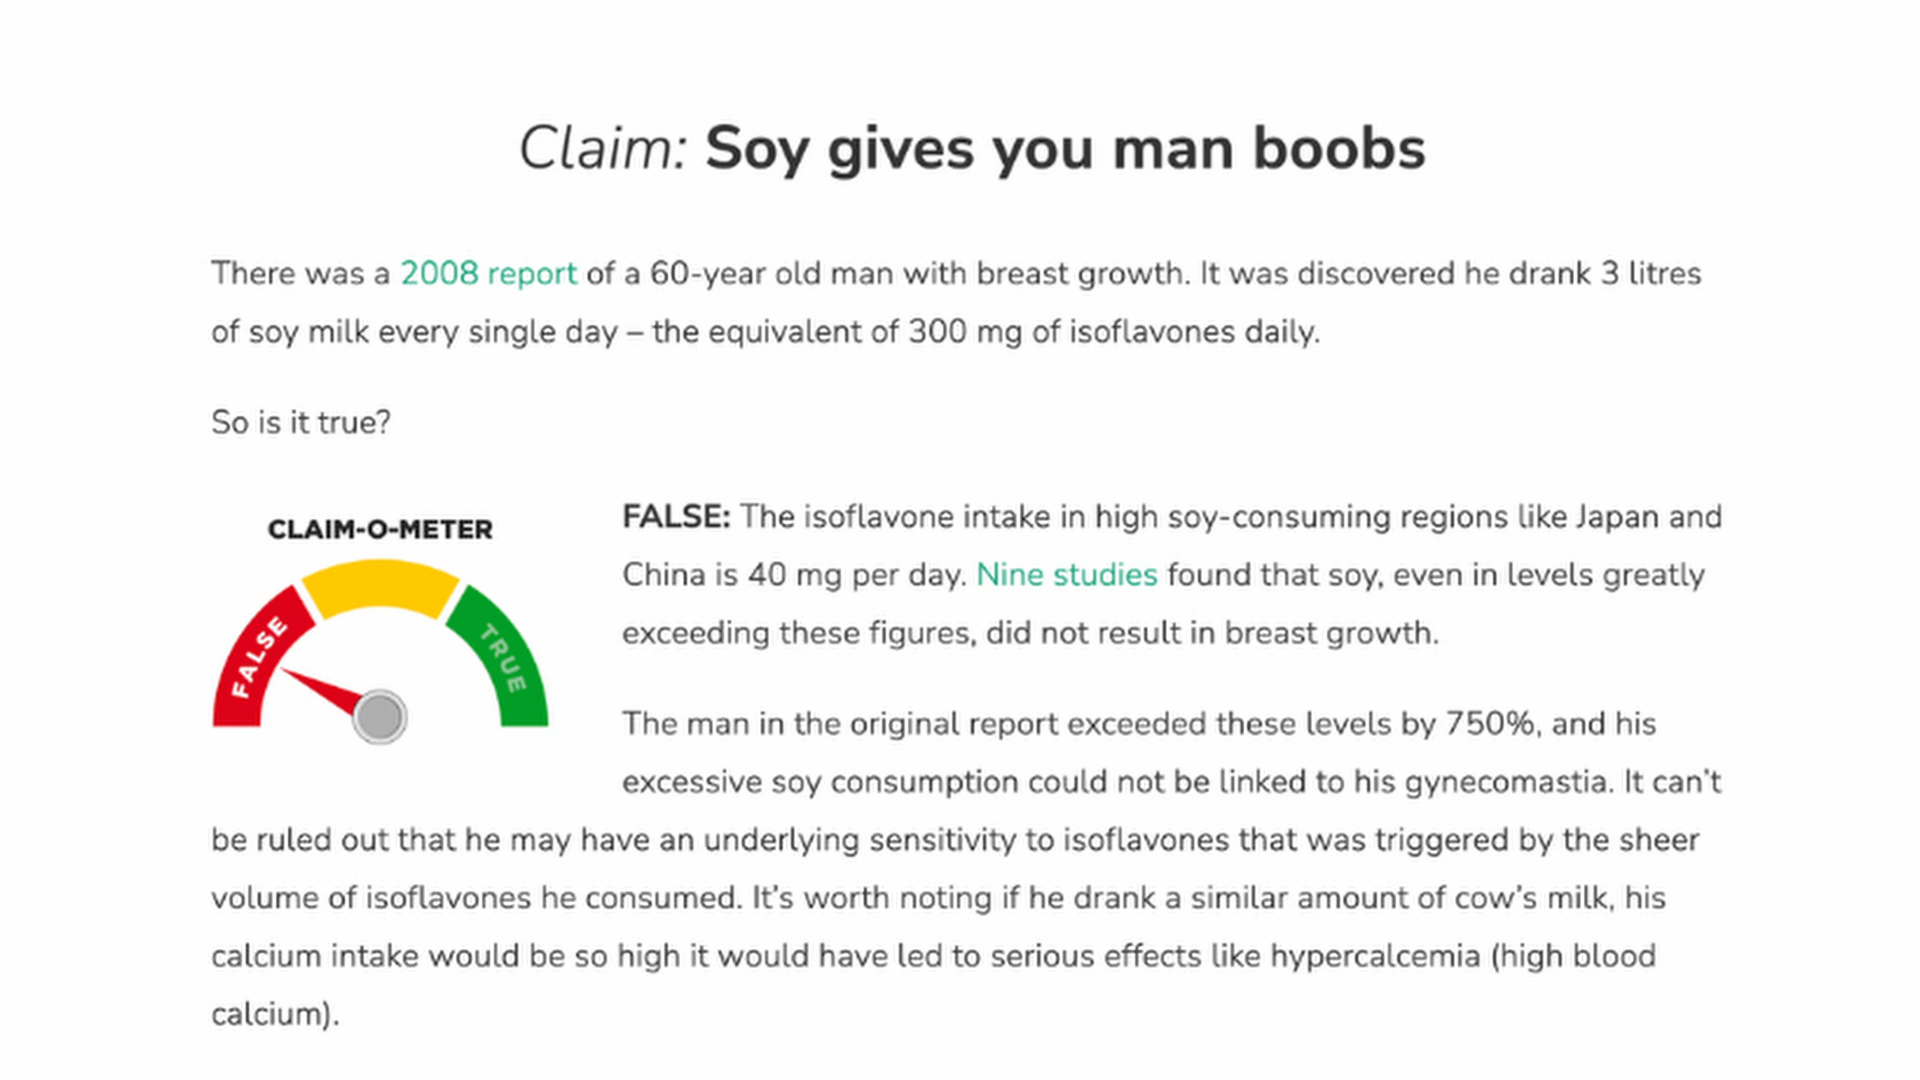 Claim: Soy gives you man boobs
There was a 2008 report of a 60-year old man with breast growth. It was discovered he drank 3 litres
of soy milk every single day – the equivalent of 300 mg of isoflavones daily.
So is it true?
CLAIM-O-METER
FALSE
TRUE
FALSE: The isoflavone intake in high soy-consuming regions like Japan and
China is 40 mg per day. Nine studies found that soy, even in levels greatly
exceeding these figures, did not result in breast growth.
The man in the original report exceeded these levels by 750%, and his
excessive soy consumption could not be linked to his gynecomastia. It can't
be ruled out that he may have an underlying sensitivity to isoflavones that was triggered by the sheer
volume of isoflavones he consumed. It's worth noting if he drank a similar amount of cow's milk, his
calcium intake would be so high it would have led to serious effects like hypercalcemia (high blood
calcium).